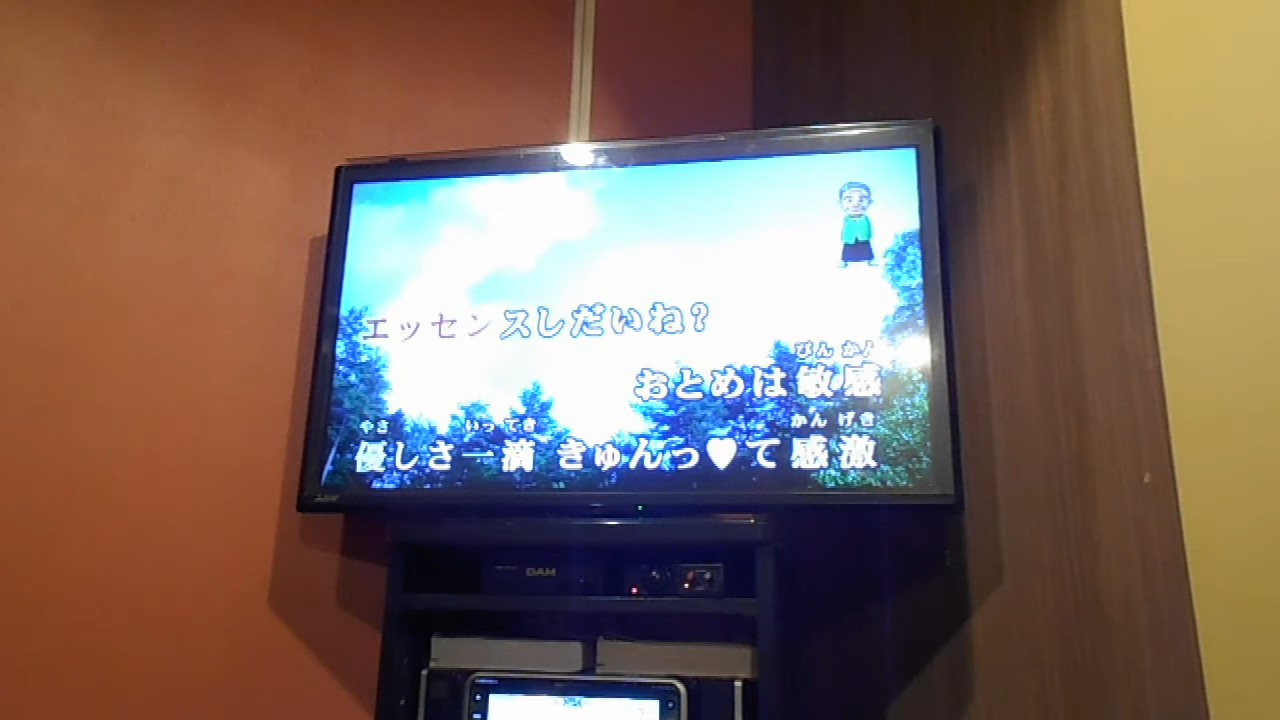 エッセンスしだいね?
びん かん
おとめは敏感
やさ いってき かん げき
優しさ一滴 きゅんっ♥て感激
DAM